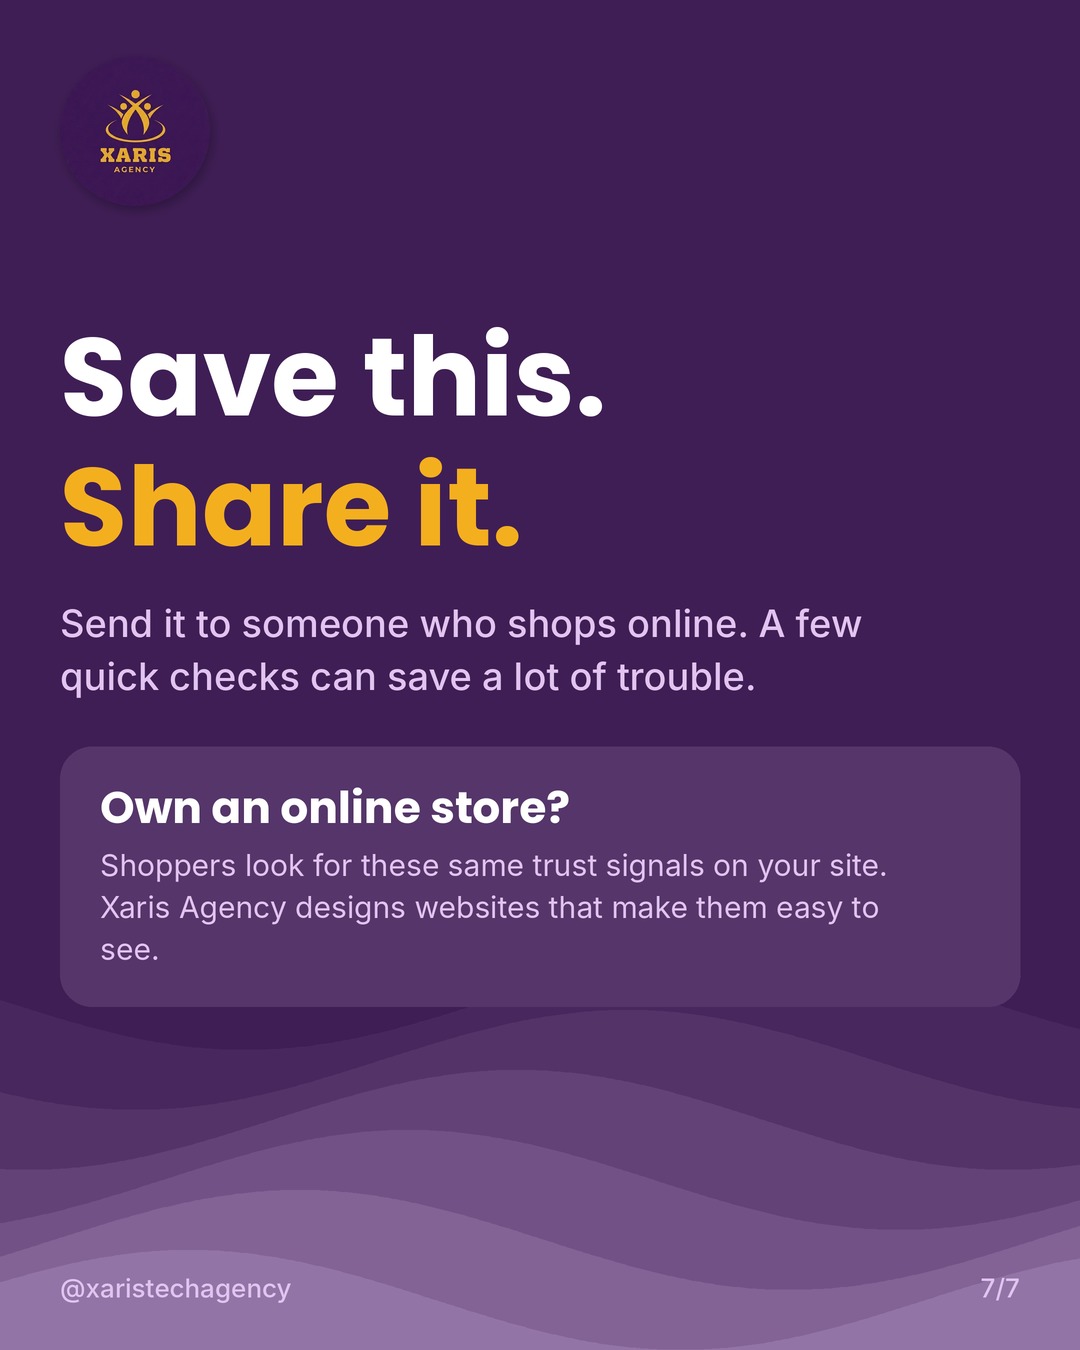 XARIS
AGENCY
Save this.
Share it.
Send it to someone who shops online. A few
quick checks can save a lot of trouble.
Own an online store?
Shoppers look for these same trust signals on your site.
Xaris Agency designs websites that make them easy to
see.
@xaristechagency
7/7